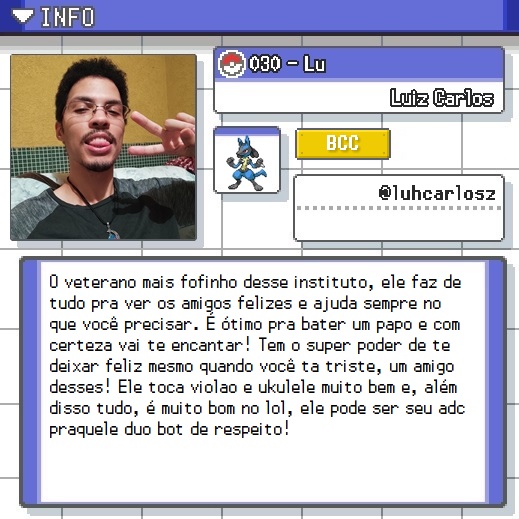 INFO
030 - Lu
Luiz Carlos
BCC
@luhcarlosz
O veterano mais fofinho desse instituto, ele faz de
tudo pra ver os amigos felizes e ajuda sempre no
que você precisar. É ótimo pra bater um papo e com
certeza vai te encantar! Tem o super poder de te
deixar feliz mesmo quando você ta triste, um amigo
desses! Ele toca violao e ukulele muito bem e, além
disso tudo, é muito bom no lol, ele pode ser seu adc
praquele duo bot de respeito!